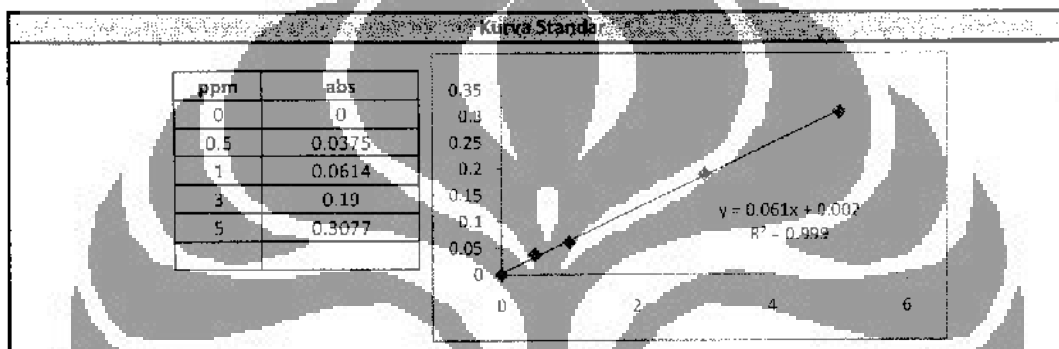 Kurva Standar
ppm abs
0 0
0.5 0.0375
1 0.0614
3 0.19
5 0.3077
0.35
0.3
0.25
0.2
0.15
0.1
0.05
0
0 2 4 6
y = 0.061x + 0.002
R² = 0.999